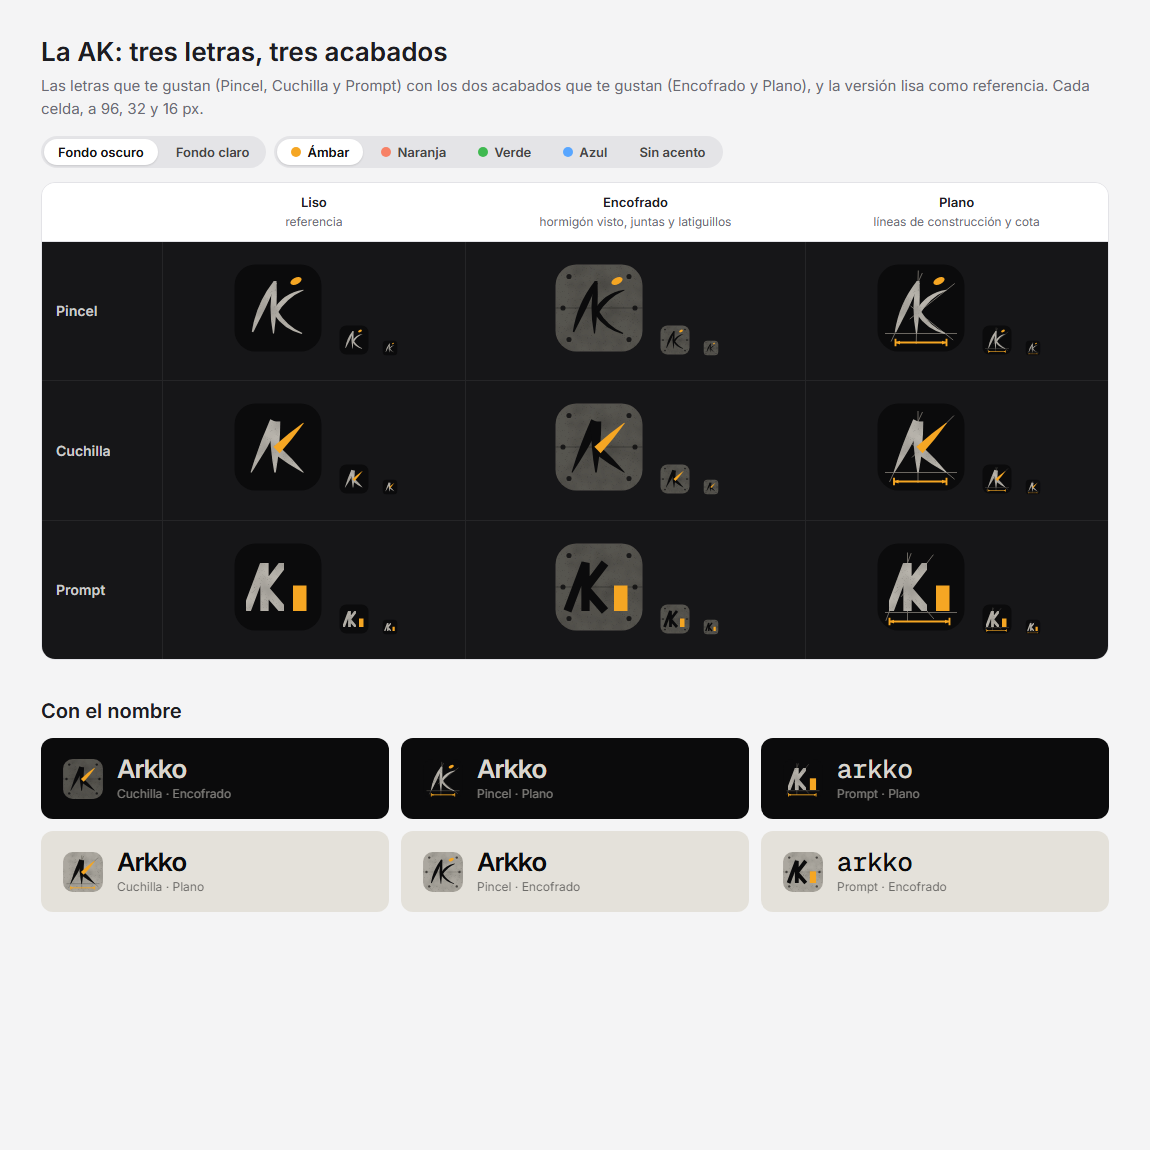 La AK: tres letras, tres acabados
Las letras que te gustan (Pincel, Cuchilla y Prompt) con los dos acabados que te gustan (Encofrado y Plano), y la versión lisa como referencia. Cada
celda, a 96, 32 y 16 px.
Fondo oscuro Fondo claro Ámbar Naranja Verde Azul Sin acento
Liso Encofrado Plano
referencia hormigón visto, juntas y latiguillos líneas de construcción y cota
Pincel
Cuchilla
Prompt
Con el nombre
Arkko Arkko arkko
Cuchilla · Encofrado Pincel · Plano Prompt · Plano
Arkko Arkko arkko
Cuchilla · Plano Pincel · Encofrado Prompt · Encofrado